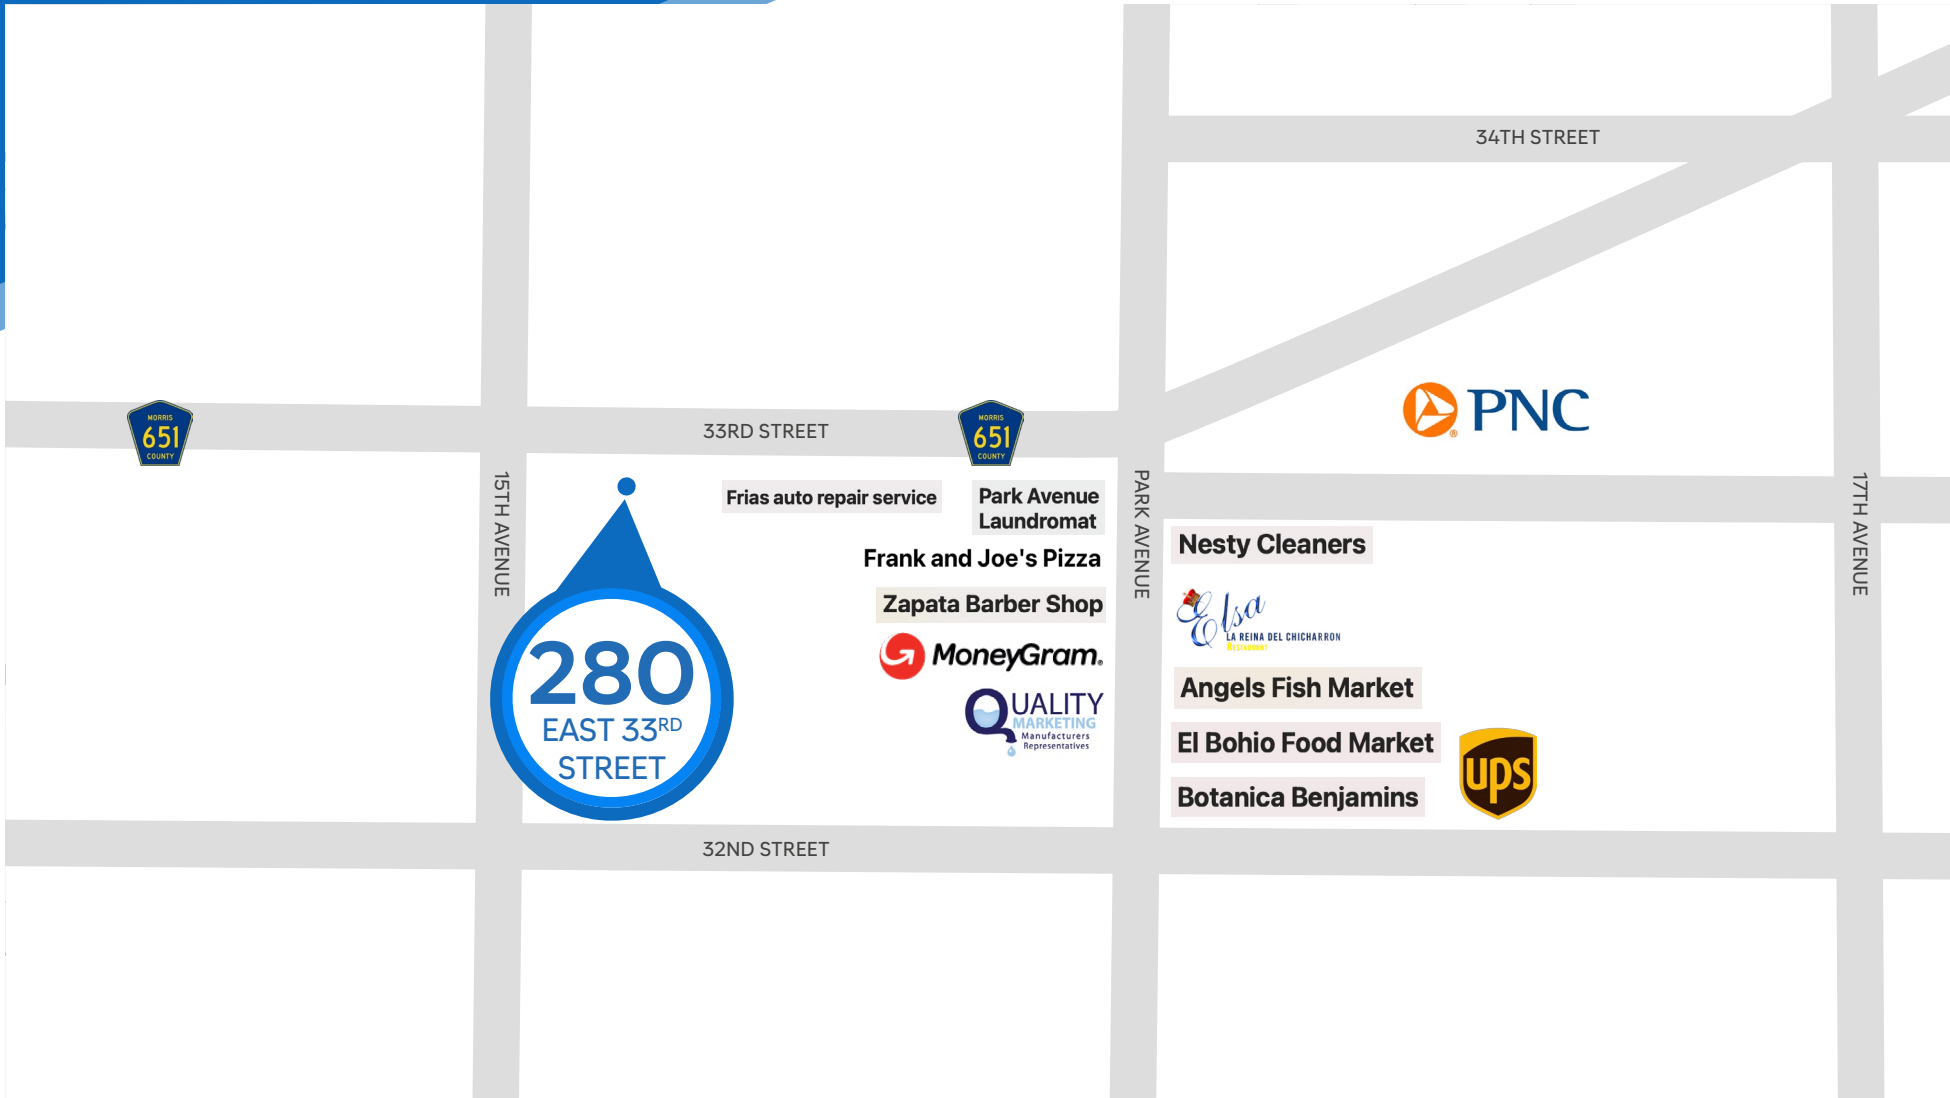 34TH STREET
PNC
MORRIS
651
COUNTY
33RD STREET
MORRIS
651
COUNTY
15TH AVENUE
PARK AVENUE
17TH AVENUE
Frias auto repair service
Park Avenue
Laundromat
Frank and Joe's Pizza
Zapata Barber Shop
MoneyGram.
QUALITY
MARKETING
Manufacturers
Representatives
Nesty Cleaners
Elsa
LA REINA DEL CHICHARRON
RESTAURANT
Angels Fish Market
El Bohio Food Market
Botanica Benjamins
ups
280
EAST 33RD
STREET
32ND STREET